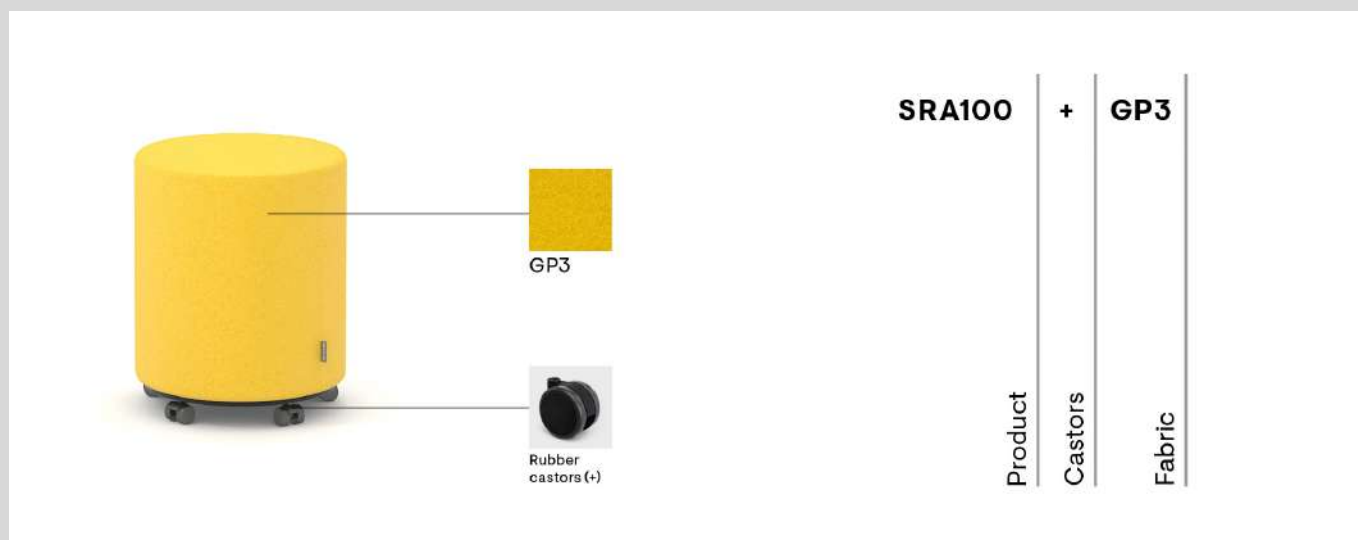 SRA100 + GP3
GP3
Rubber
castors (+)
Product
Castors
Fabric